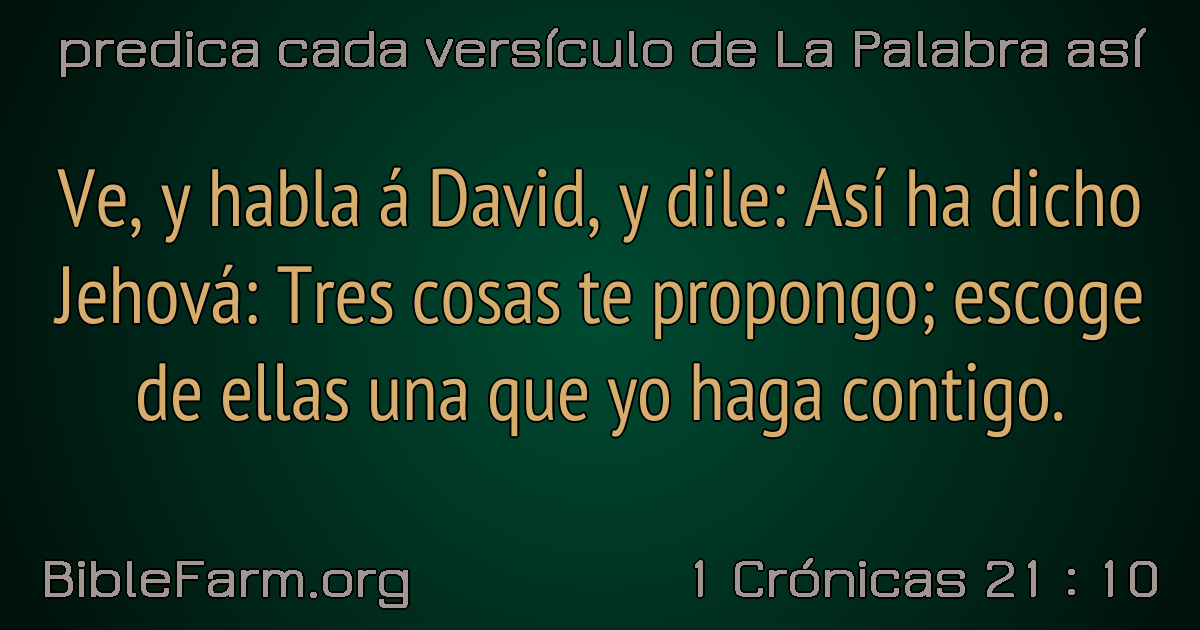 predica cada versículo de La Palabra así
Ve, y habla á David, y dile: Así ha dicho
Jehová: Tres cosas te propongo; escoge
de ellas una que yo haga contigo.
BibleFarm.org
1 Crónicas 21 : 10